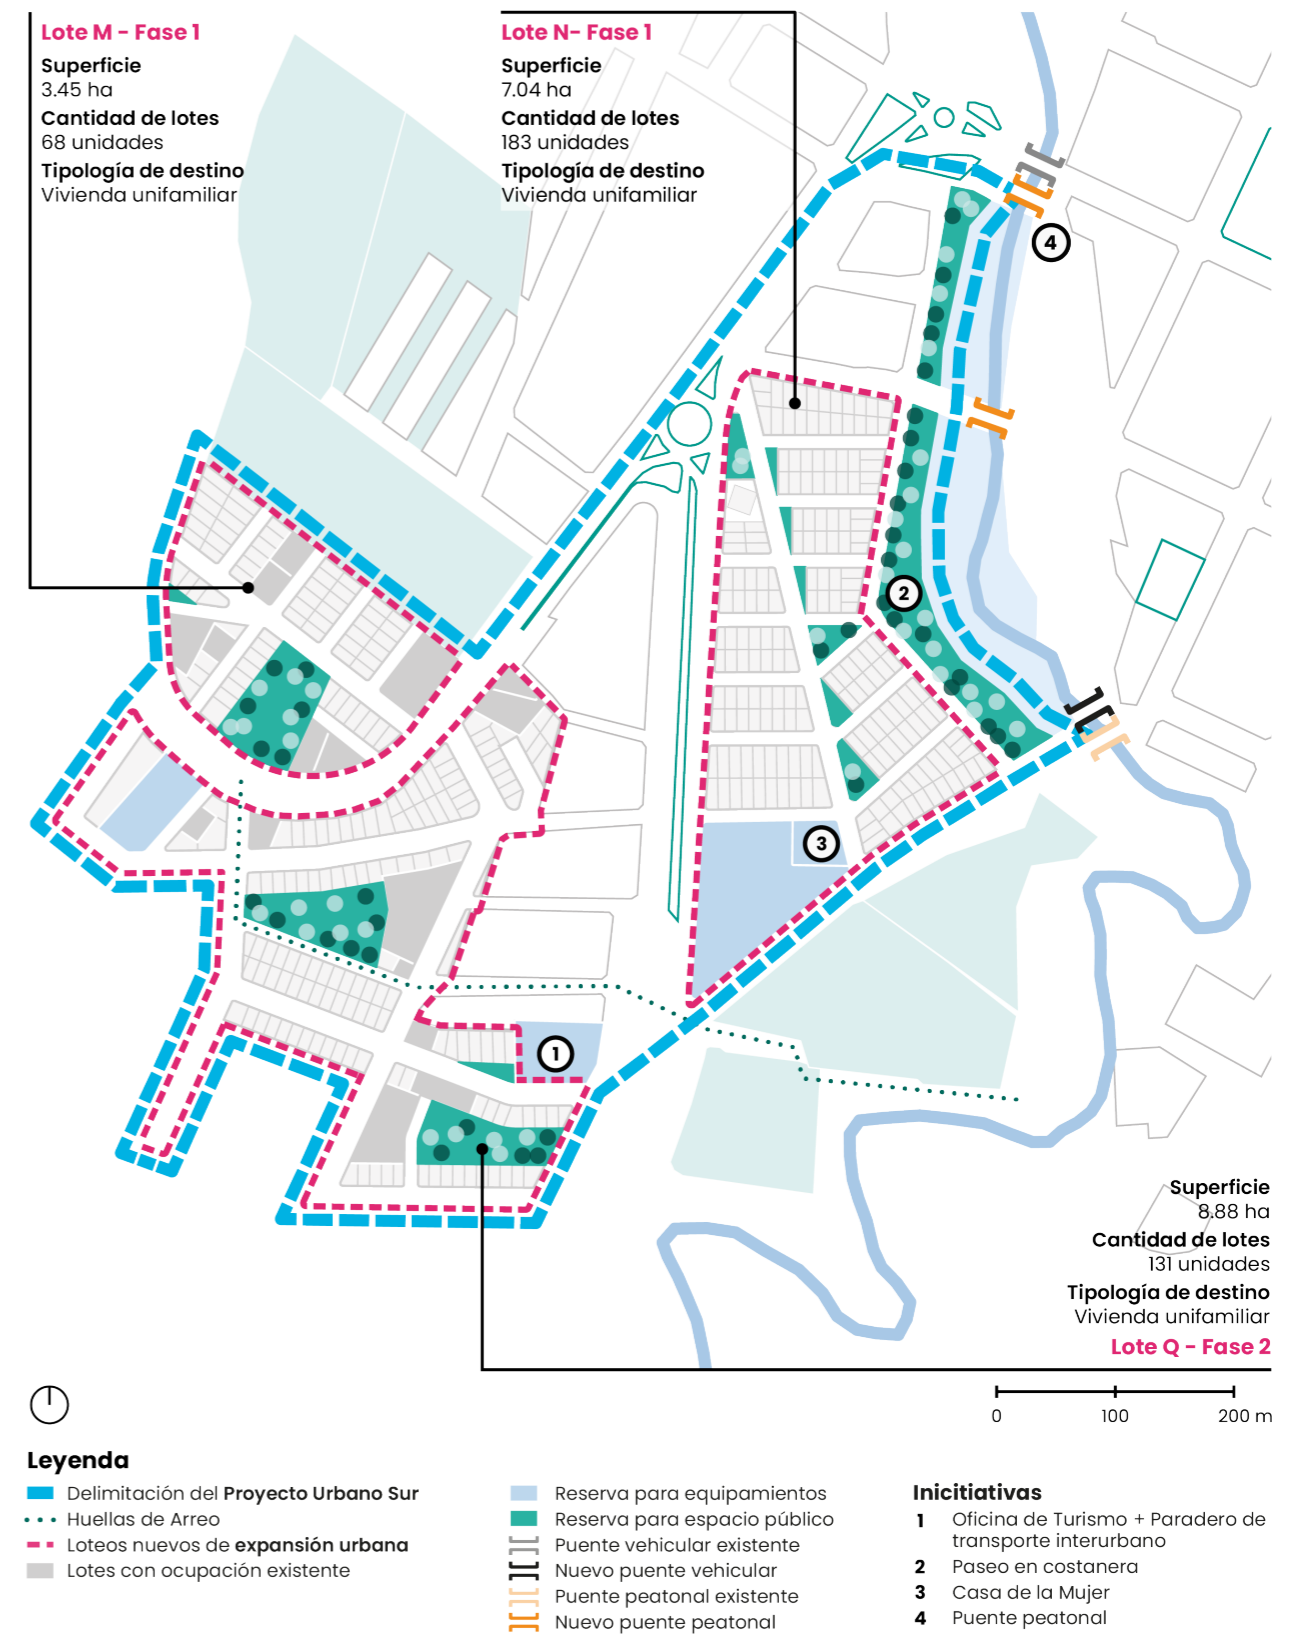 Lote M - Fase 1
Superficie
3.45 ha
Cantidad de lotes
68 unidades
Tipología de destino
Vivienda unifamiliar
Lote N- Fase 1
Superficie
7.04 ha
Cantidad de lotes
183 unidades
Tipología de destino
Vivienda unifamiliar
4
2
3
1
Superficie
8.88 ha
Cantidad de lotes
131 unidades
Tipología de destino
Vivienda unifamiliar
Lote Q - Fase 2
0 100 200 m
Leyenda
Delimitación del Proyecto Urbano Sur
Huellas de Arreo
Loteos nuevos de expansión urbana
Lotes con ocupación existente
Reserva para equipamientos
Reserva para espacio público
Puente vehicular existente
Nuevo puente vehicular
Puente peatonal existente
Nuevo puente peatonal
Inicitiativas
1 Oficina de Turismo + Paradero de
transporte interurbano
2 Paseo en costanera
3 Casa de la Mujer
4 Puente peatonal